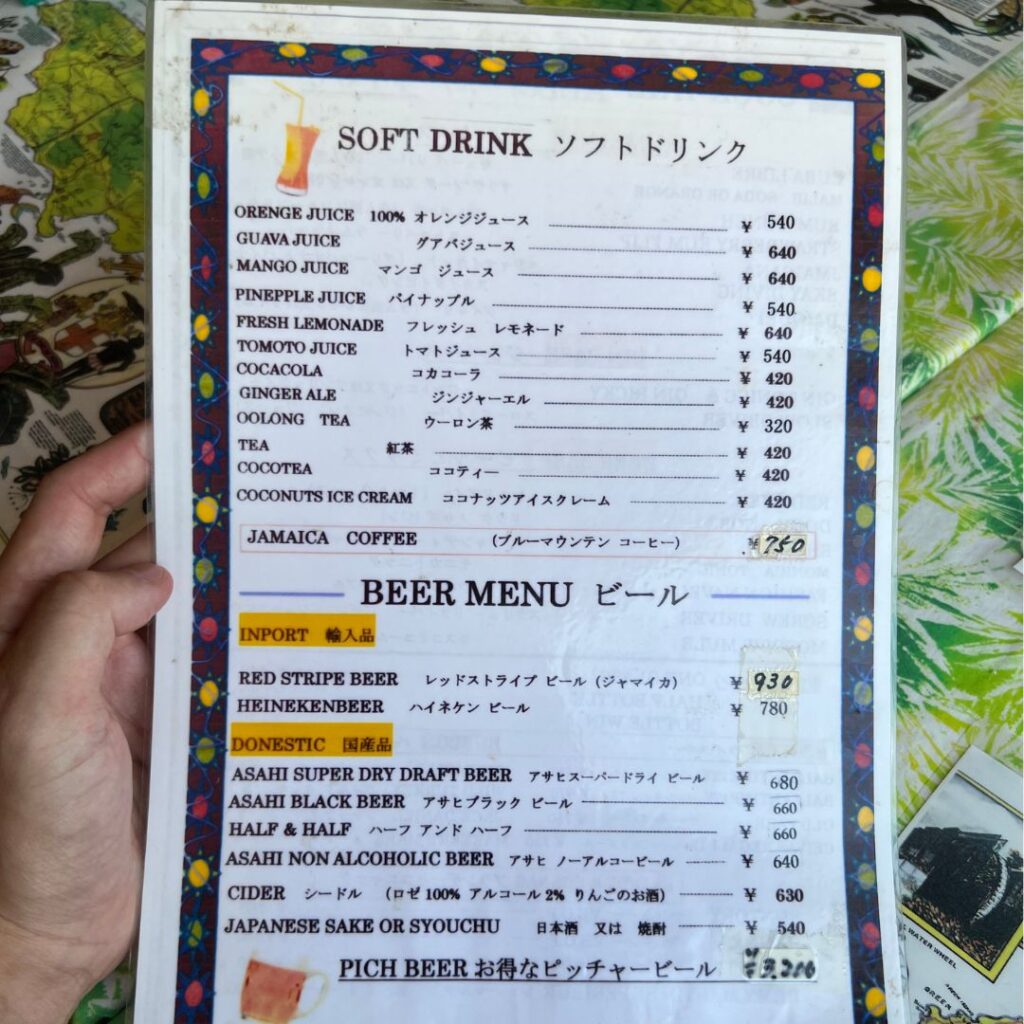 SOFT DRINK ソフトドリンク
ORENGE JUICE 100% オレンジジュース ¥ 540
GUAVA JUICE グアバジュース ¥ 640
MANGO JUICE マンゴ ジュース ¥ 640
PINEPPLE JUICE パイナップル ¥ 540
FRESH LEMONADE フレッシュ レモネード ¥ 640
TOMOTO JUICE トマトジュース ¥ 540
COCACOLA コカコーラ ¥ 420
GINGER ALE ジンジャーエル ¥ 420
OOLONG TEA ウーロン茶 ¥ 320
TEA 紅茶 ¥ 420
COCOTEA ココティー ¥ 420
COCONUTS ICE CREAM ココナッツアイスクレーム ¥ 420
JAMAICA COFFEE (ブルーマウンテン コーヒー) ¥ 750
BEER MENU ビール
INPORT 輸入品
RED STRIPE BEER レッドストライプ ビール (ジャマイカ) ¥ 930
HEINEKENBEER ハイネケン ビール ¥ 780
DONESTIC 国産品
ASAHI SUPER DRY DRAFT BEER アサヒスーパードライ ビール ¥ 680
ASAHI BLACK BEER アサヒブラック ビール ¥ 660
HALF & HALF ハーフ アンド ハーフ ¥ 660
ASAHI NON ALCOHOLIC BEER アサヒ ノーアルコービール ¥ 640
CIDER シードル (ロゼ 100% アルコール 2% りんごのお酒) ¥ 630
JAPANESE SAKE OR SYOUCHU 日本酒 又は 焼酎 ¥ 540
PICH BEER お得なピッチャービール ¥
WATER WHEEL